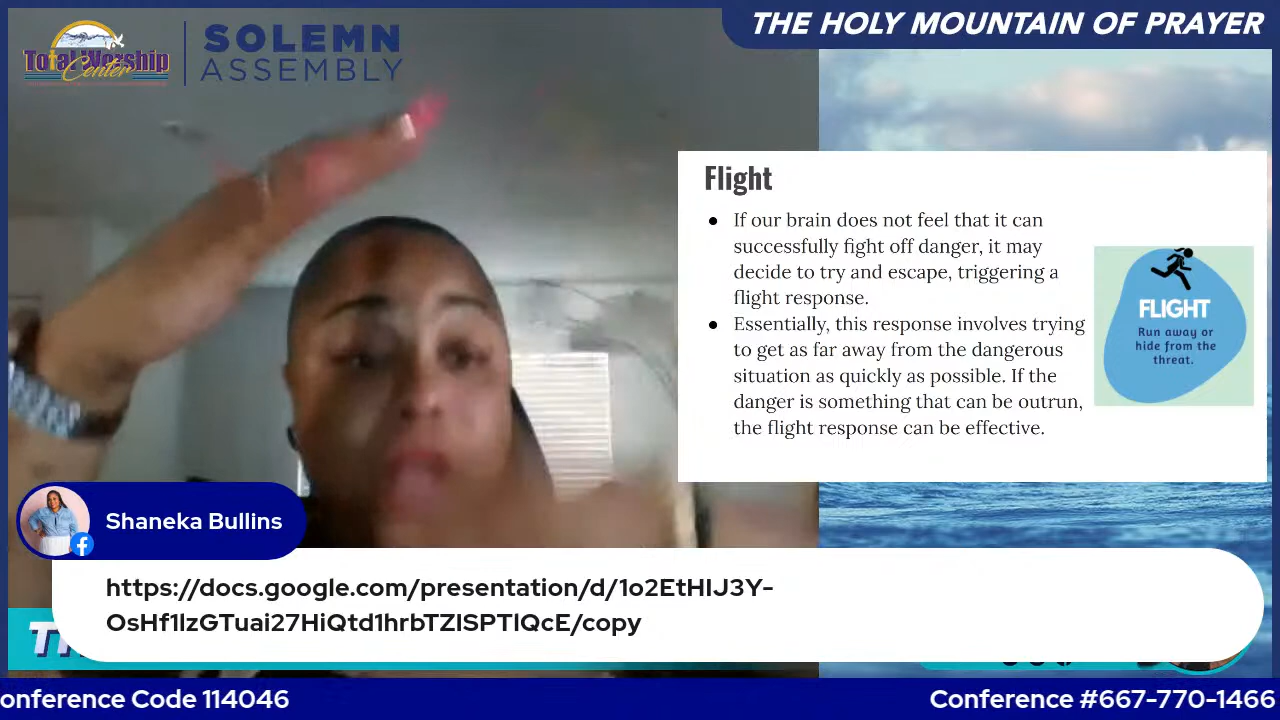 THE HOLY MOUNTAIN OF PRAYER
Total Worship
Center
SOLEMN
ASSEMBLY
Flight
● If our brain does not feel that it can
successfully fight off danger, it may
decide to try and escape, triggering a
flight response.
● Essentially, this response involves trying
to get as far away from the dangerous
situation as quickly as possible. If the
danger is something that can be outrun,
the flight response can be effective.
FLIGHT
Run away or
hide from the
threat.
Shaneka Bullins
https://docs.google.com/presentation/d/1o2EtHIJ3Y-
OsHf1lzGTuai27HiQtd1hrbTZlSPTlQcE/copy
onference Code 114046
Conference #667-770-1466